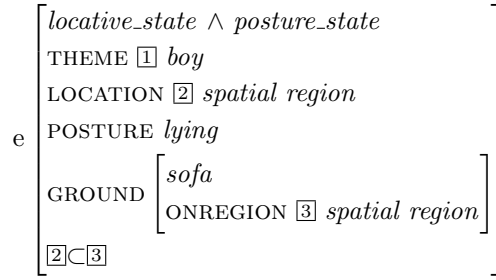 locative_state ∧ posture_state
THEME 1 boy
LOCATION 2 spatial region
POSTURE lying
e
GROUND [sofa
ONREGION 3 spatial region]
2⊂3